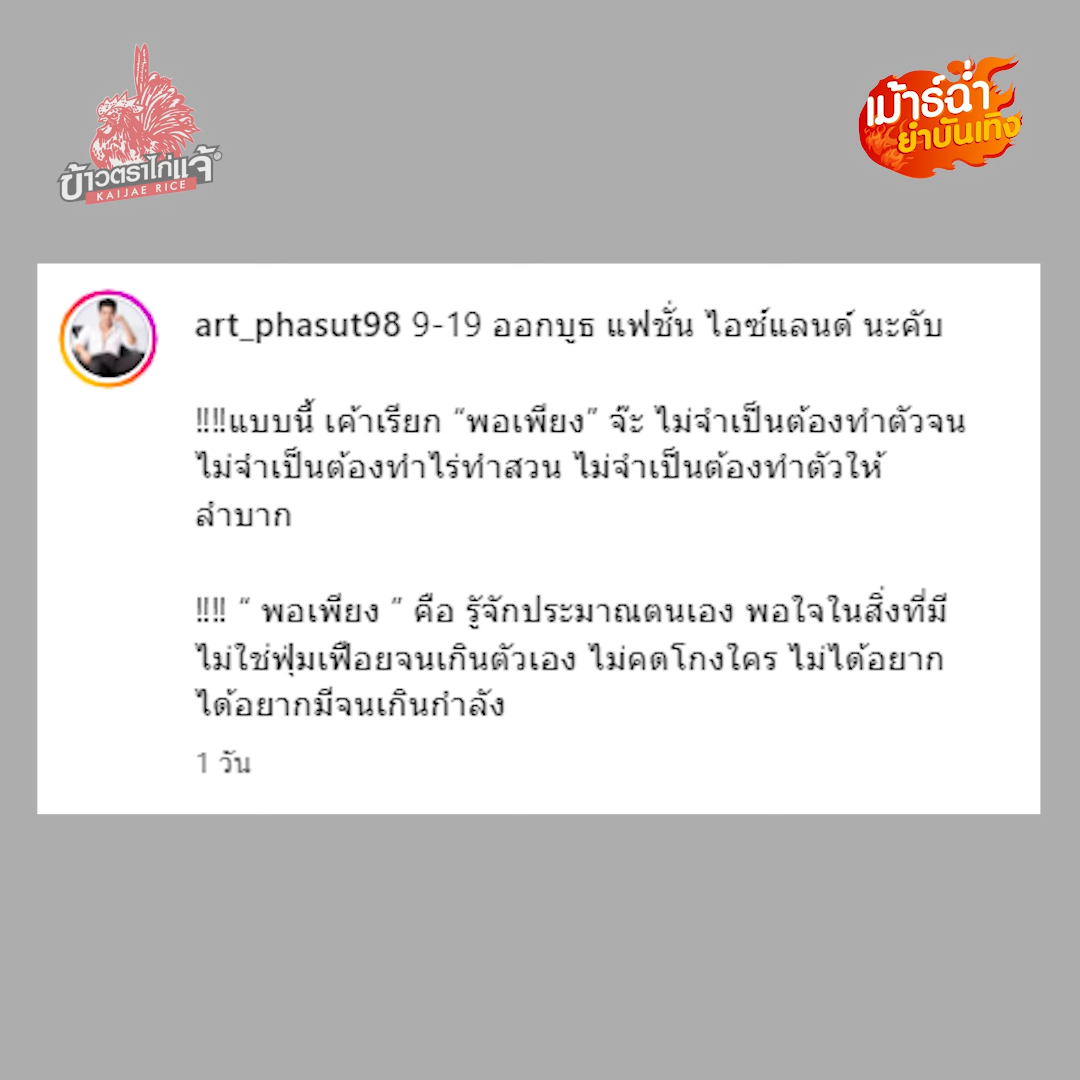 ข้าวตราไก่แจ้
KAIJAE RICE
เม้าธ์ฉ่ำ
ยำบันเทิง
art_phasut98 9-19 ออกบูธ แฟชั่น ไอซ์แลนด์ นะคับ
!!!!แบบนี้ เค้าเรียก “พอเพียง” จ๊ะ ไม่จำเป็นต้องทำตัวจน
ไม่จำเป็นต้องทำไร่ทำสวน ไม่จำเป็นต้องทำตัวให้
ลำบาก
!!!! “ พอเพียง ” คือ รู้จักประมาณตนเอง พอใจในสิ่งที่มี
ไม่ใช่ฟุ่มเฟือยจนเกินตัวเอง ไม่คดโกงใคร ไม่ได้อยาก
ได้อยากมีจนเกินกำลัง
1 วัน